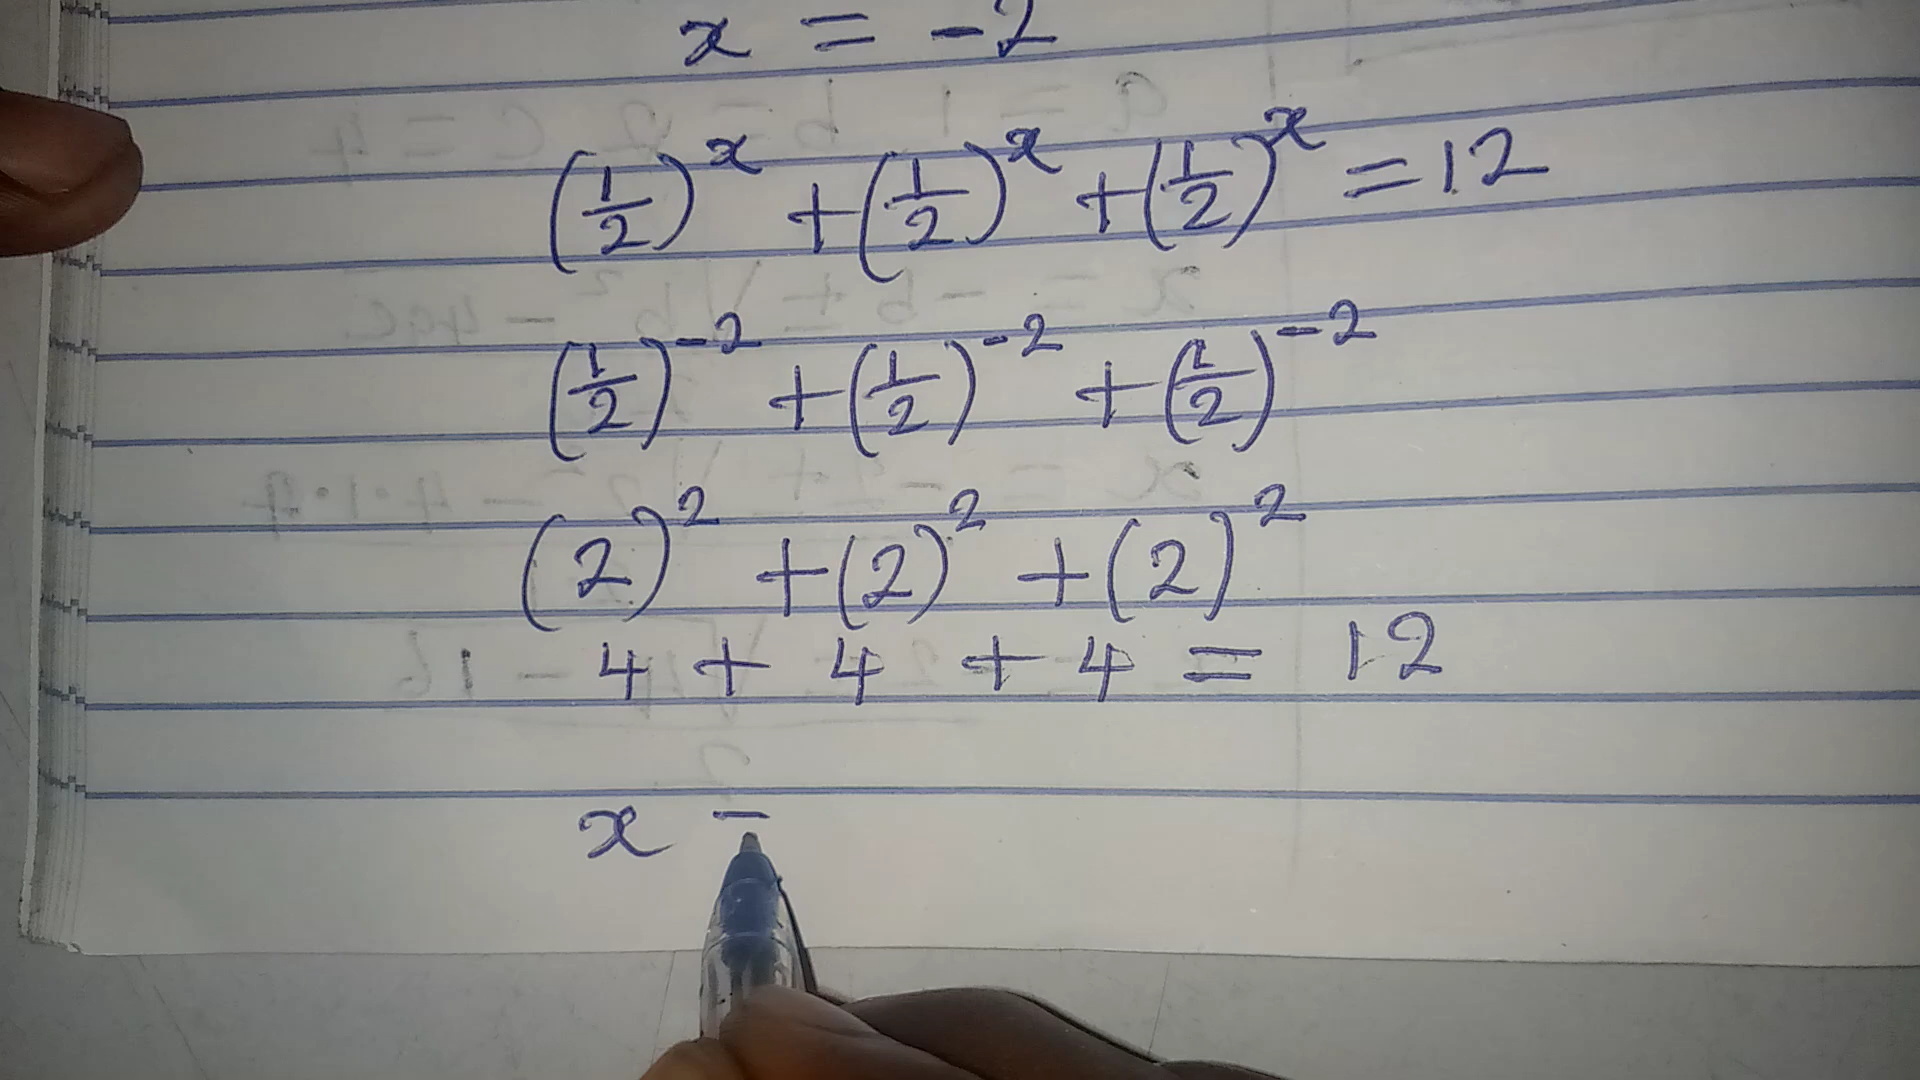 x = -2
(1/2)^x + (1/2)^x + (1/2)^x = 12
(1/2)^-2 + (1/2)^-2 + (1/2)^-2
(2)^2 + (2)^2 + (2)^2
4 + 4 + 4 = 12
x -